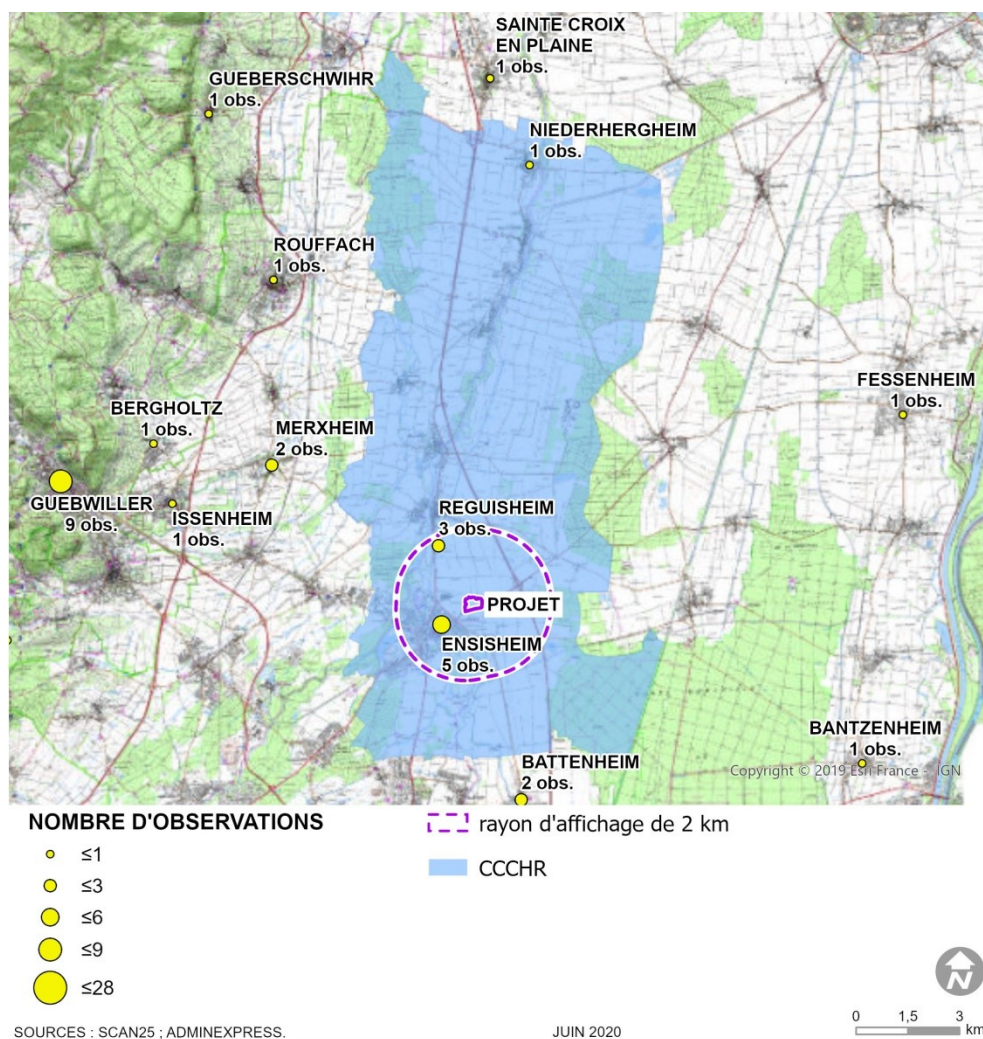 SAINTE CROIX
EN PLAINE
1 obs.
GUEBERSCHWIHR
1 obs.
NIEDERHERGHEIM
1 obs.
ROUFFACH
1 obs.
FESSENHEIM
1 obs.
BERGHOLTZ
1 obs.
MERXHEIM
2 obs.
GUEBWILLER
9 obs.
ISSENHEIM
1 obs.
REGUISHEIM
3 obs.
PROJET
ENSISHEIM
5 obs.
BANTZENHEIM
1 obs.
BATTENHEIM
2 obs.
Copyright © 2019 Esri France - IGN
NOMBRE D'OBSERVATIONS
≤1
≤3
≤6
≤9
≤28
rayon d'affichage de 2 km
CCCHR
N
0 1,5 3
km
SOURCES : SCAN25 ; ADMINEXPRESS.
JUIN 2020